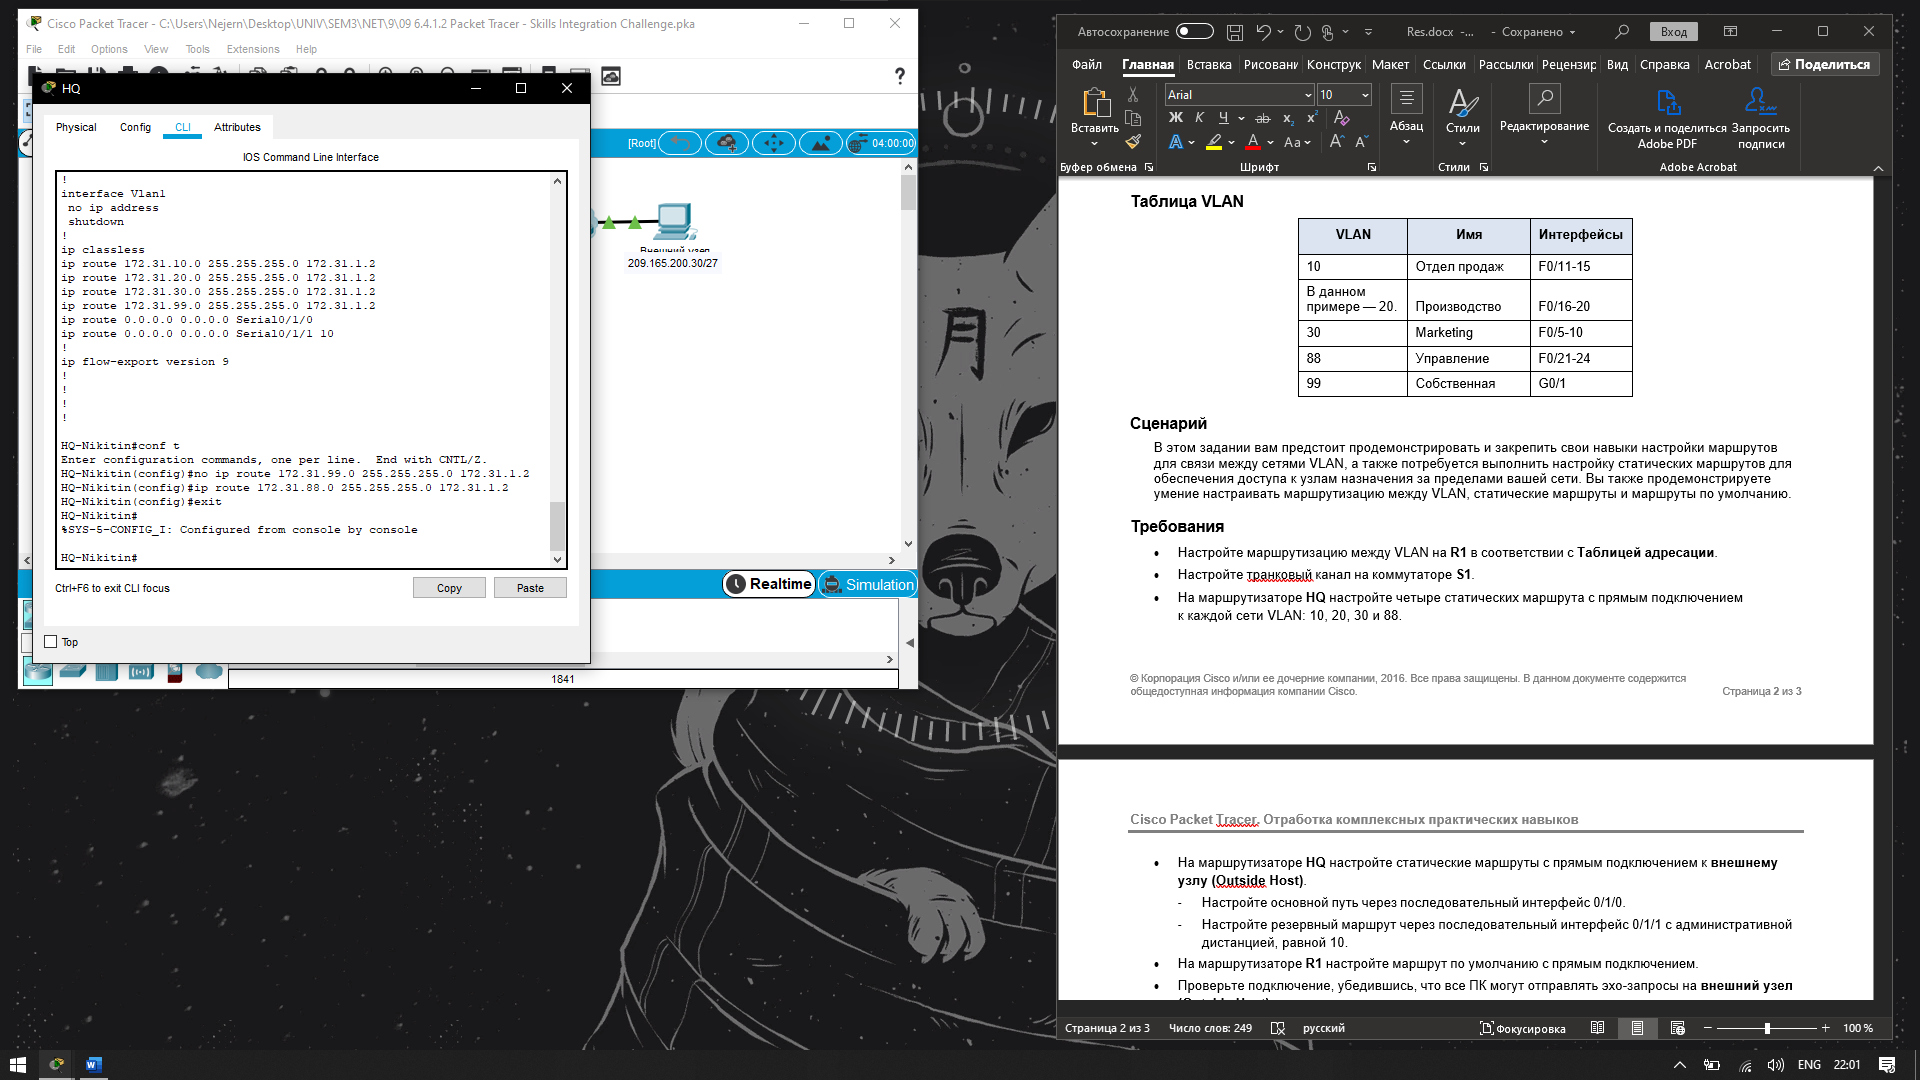 Cisco Packet Tracer - C:\Users\Nejern\Desktop\UNIV\SEM3\NET\9\09 6.4.1.2 Packet Tracer - Skills Integration Challenge.pka
File Edit Options View Tools Extensions Help
?
HQ
Physical Config CLI Attributes
IOS Command Line Interface
!
interface Vlan1
no ip address
shutdown
!
ip classless
ip route 172.31.10.0 255.255.255.0 172.31.1.2
ip route 172.31.20.0 255.255.255.0 172.31.1.2
ip route 172.31.30.0 255.255.255.0 172.31.1.2
ip route 172.31.99.0 255.255.255.0 172.31.1.2
ip route 0.0.0.0 0.0.0.0 Serial0/1/0
ip route 0.0.0.0 0.0.0.0 Serial0/1/1 10
!
ip flow-export version 9
!
!
!
!
HQ-Nikitin#conf t
Enter configuration commands, one per line. End with CNTL/Z.
HQ-Nikitin(config)#no ip route 172.31.99.0 255.255.255.0 172.31.1.2
HQ-Nikitin(config)#ip route 172.31.88.0 255.255.255.0 172.31.1.2
HQ-Nikitin(config)#exit
HQ-Nikitin#
%SYS-5-CONFIG_I: Configured from console by console
HQ-Nikitin#
Ctrl+F6 to exit CLI focus
Copy Paste
Top
[Root]
04:00:00
Внешний узел
209.165.200.30/27
Realtime Simulation
1841
月
Автосохранение
Res.docx -... - Сохранено
Вход
Файл Главная Вставка Рисовани Конструк Макет Ссылки Рассылки Рецензир Вид Справка Acrobat Поделиться
Вставить
Буфер обмена
Arial 10
Ж К Ч ab x₂ x²
A A Aa A A
Шрифт
Абзац
Стили
Стили
Редактирование
Создать и поделиться Adobe PDF
Запросить подписи
Adobe Acrobat
Таблица VLAN
VLAN Имя Интерфейсы
10 Отдел продаж F0/11-15
В данном
примере — 20. Производство F0/16-20
30 Marketing F0/5-10
88 Управление F0/21-24
99 Собственная G0/1
Сценарий
В этом задании вам предстоит продемонстрировать и закрепить свои навыки настройки маршрутов
для связи между сетями VLAN, а также потребуется выполнить настройку статических маршрутов для
обеспечения доступа к узлам назначения за пределами вашей сети. Вы также продемонстрируете
умение настраивать маршрутизацию между VLAN, статические маршруты и маршруты по умолчанию.
Требования
• Настройте маршрутизацию между VLAN на R1 в соответствии с Таблицей адресации.
• Настройте транковый канал на коммутаторе S1.
• На маршрутизаторе HQ настройте четыре статических маршрута с прямым подключением
к каждой сети VLAN: 10, 20, 30 и 88.
© Корпорация Cisco и/или ее дочерние компании, 2016. Все права защищены. В данном документе содержится
общедоступная информация компании Cisco. Страница 2 из 3
Cisco Packet Tracer. Отработка комплексных практических навыков
• На маршрутизаторе HQ настройте статические маршруты с прямым подключением к внешнему
узлу (Outside Host).
- Настройте основной путь через последовательный интерфейс 0/1/0.
- Настройте резервный маршрут через последовательный интерфейс 0/1/1 с административной
дистанцией, равной 10.
• На маршрутизаторе R1 настройте маршрут по умолчанию с прямым подключением.
• Проверьте подключение, убедившись, что все ПК могут отправлять эхо-запросы на внешний узел
(Outside Host).
Страница 2 из 3 Число слов: 249 русский Фокусировка 100 %
ENG 22:01